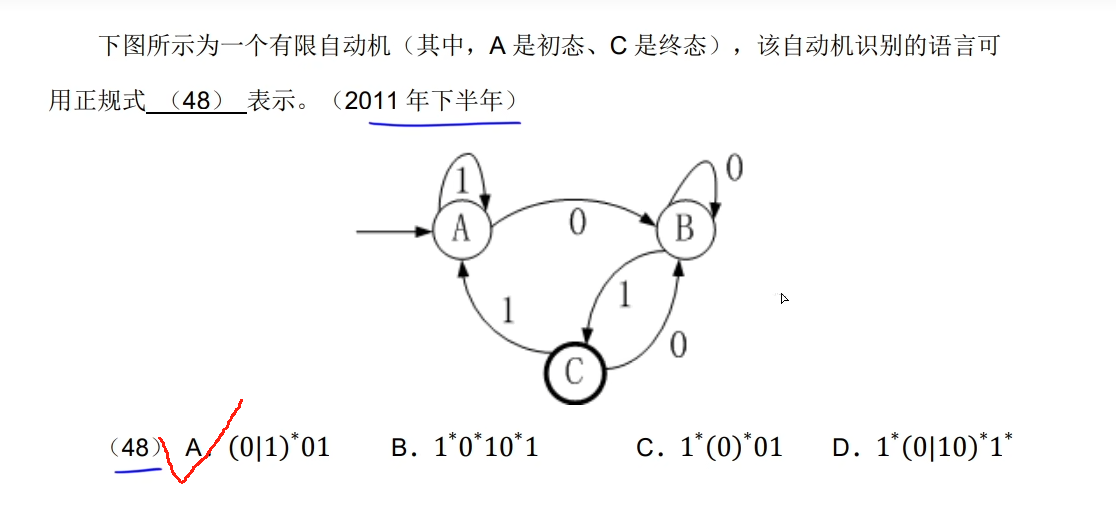 下图所示为一个有限自动机（其中，A 是初态、C 是终态），该自动机识别的语言可
用正规式 （48） 表示。（2011 年下半年）
1
0
A
0
B
1
1
0
C
（48） A. (0|1)*01 B. 1*0*10*1 C. 1*(0)*01 D. 1*(0|10)*1*